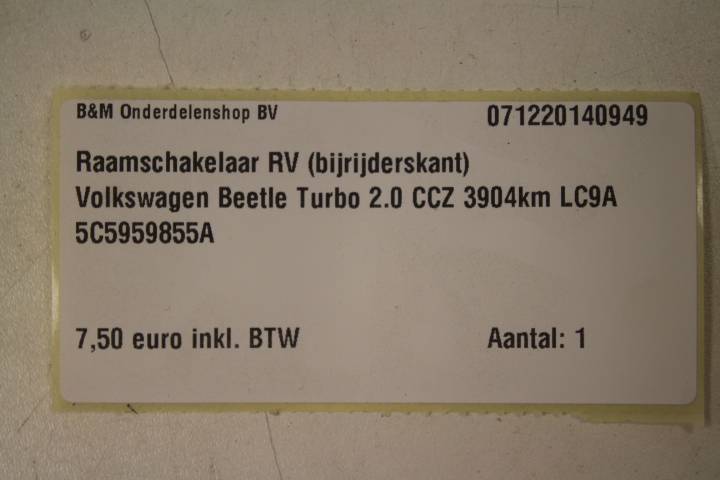 B&M Onderdelenshop BV 071220140949
Raamschakelaar RV (bijrijderskant)
Volkswagen Beetle Turbo 2.0 CCZ 3904km LC9A
5C5959855A
7,50 euro inkl. BTW Aantal: 1